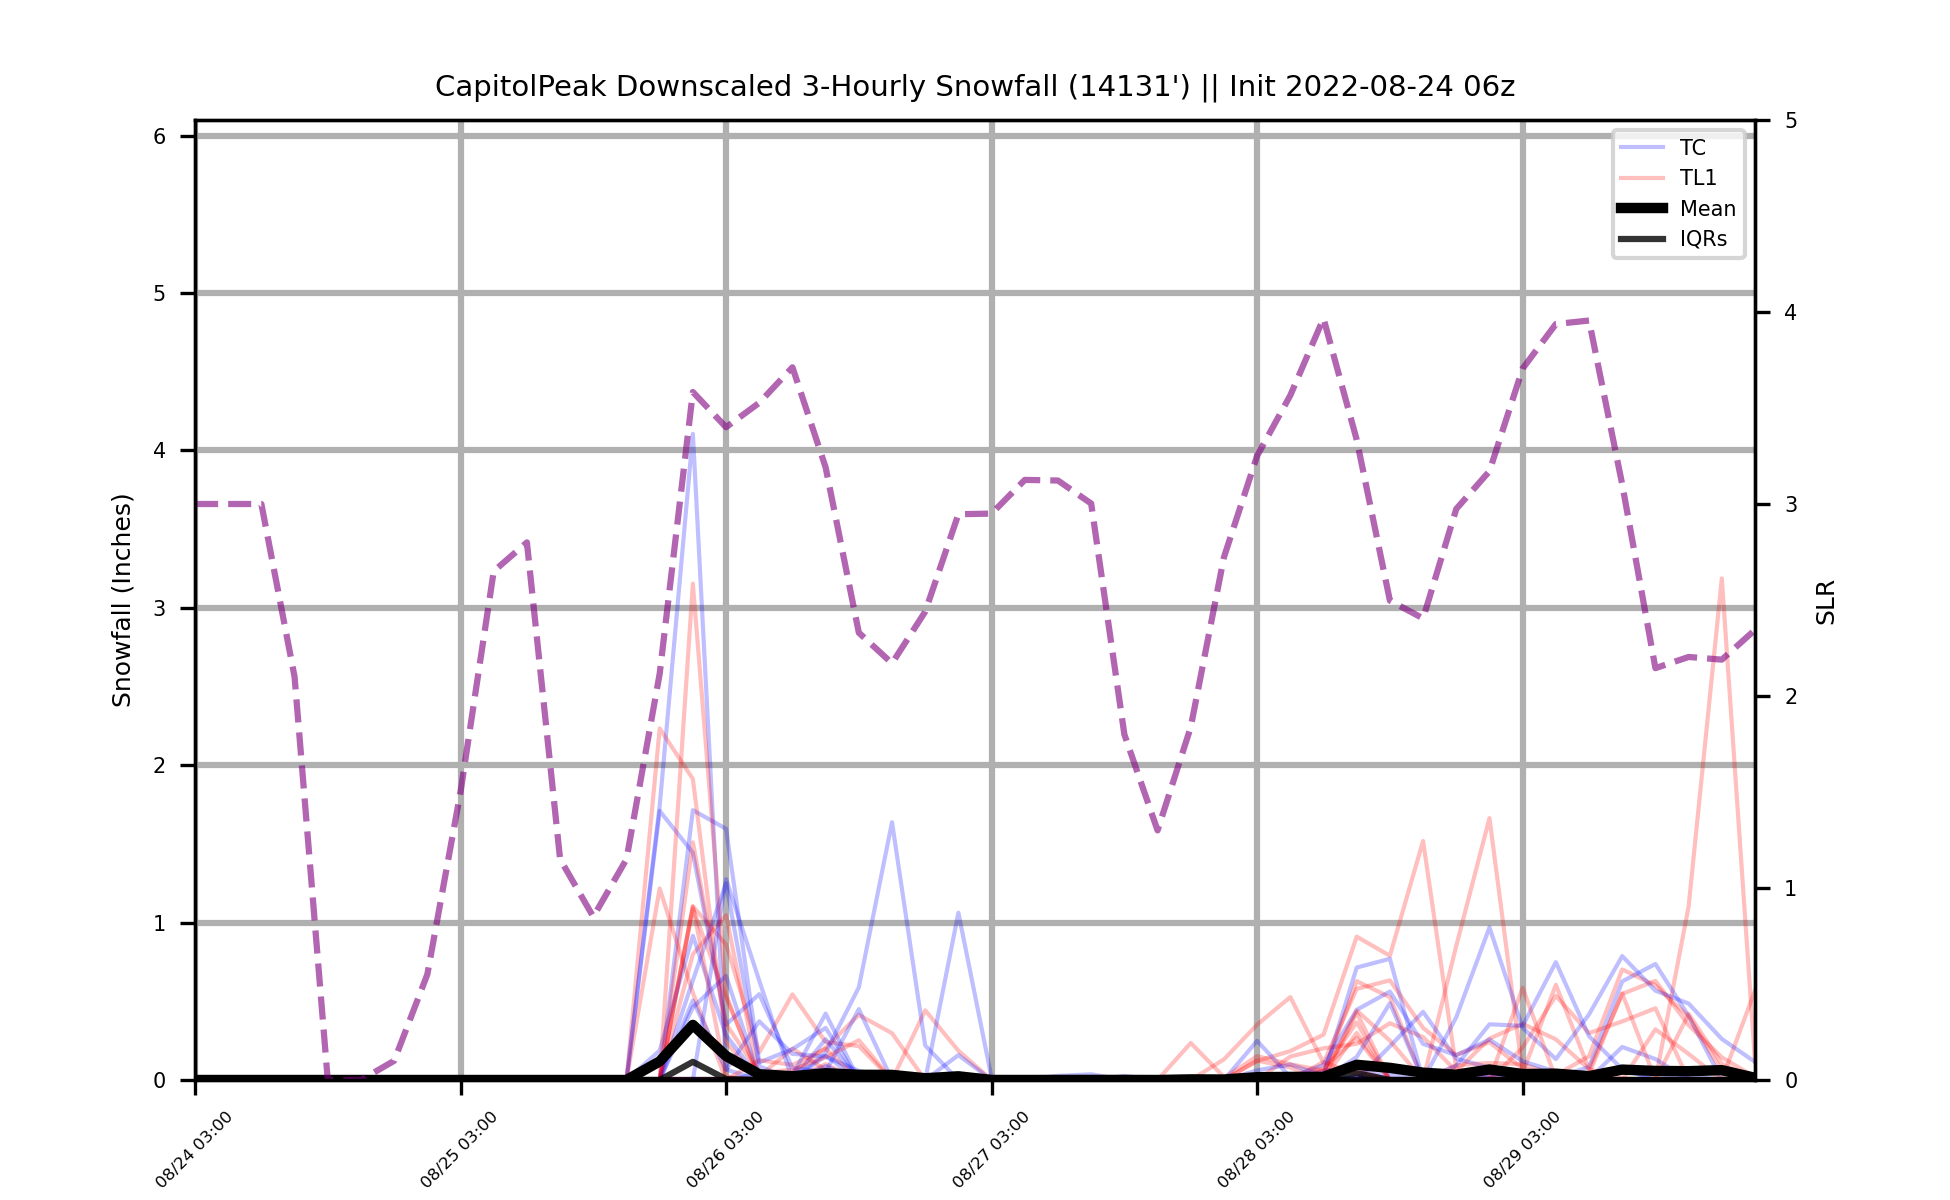 CapitolPeak Downscaled 3-Hourly Snowfall (14131') || Init 2022-08-24 06z
TC
TL1
Mean
IQRs
Snowfall (Inches)
6
5
4
3
2
1
0
SLR
5
4
3
2
1
0
08/24 03:00
08/25 03:00
08/26 03:00
08/27 03:00
08/28 03:00
08/29 03:00